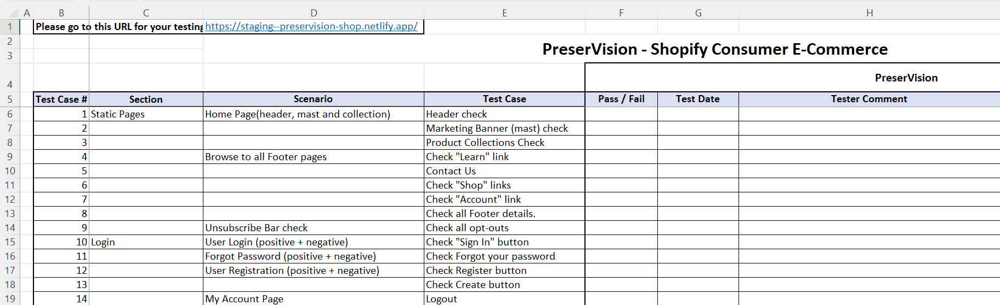 A B C D E F G H
1 Please go to this URL for your testing https://staging--preservision-shop.netlify.app/
2
PreserVision - Shopify Consumer E-Commerce
3
4 PreserVision
5 Test Case # Section Scenario Test Case Pass / Fail Test Date Tester Comment
6 1 Static Pages Home Page(header, mast and collection) Header check
7 2 Marketing Banner (mast) check
8 3 Product Collections Check
9 4 Browse to all Footer pages Check "Learn" link
10 5 Contact Us
11 6 Check "Shop" links
12 7 Check "Account" link
13 8 Check all Footer details.
14 9 Unsubscribe Bar check Check all opt-outs
15 10 Login User Login (positive + negative) Check "Sign In" button
16 11 Forgot Password (positive + negative) Check Forgot your password
17 12 User Registration (positive + negative) Check Register button
18 13 Check Create button
19 14 My Account Page Logout